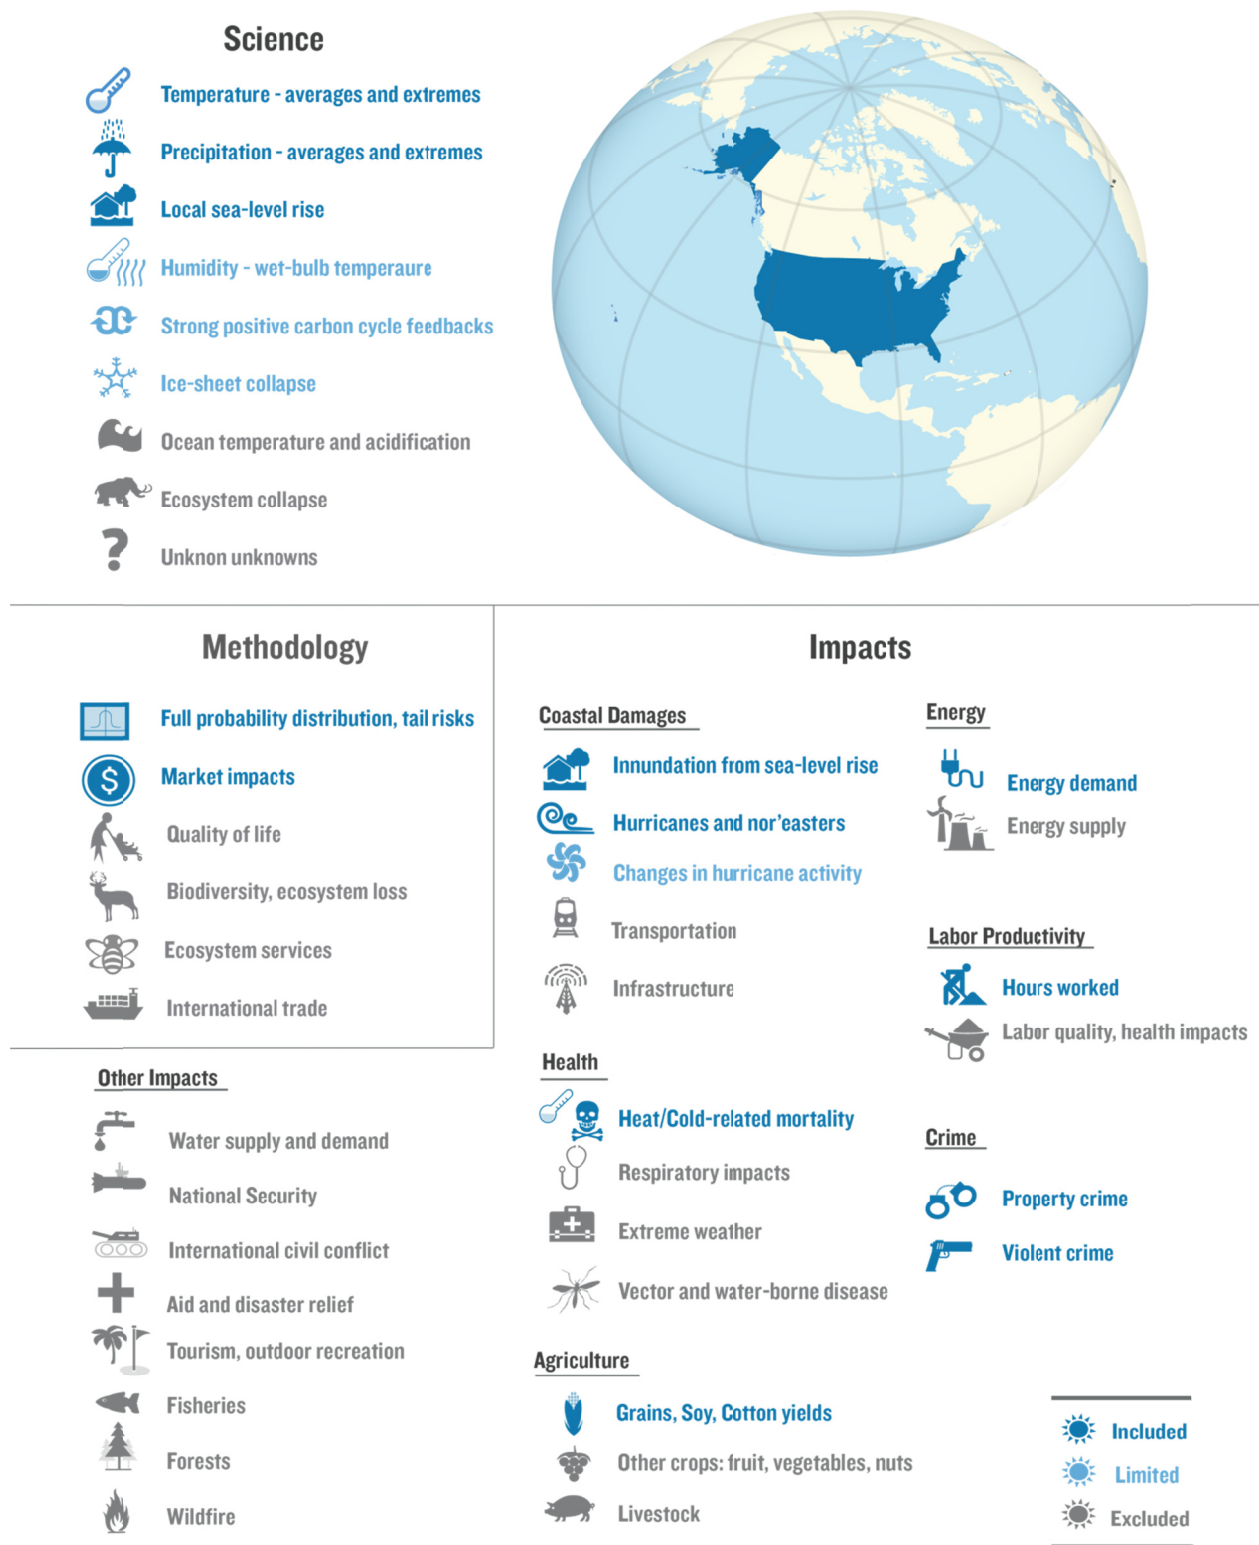 Science
Temperature - averages and extremes
Precipitation - averages and extremes
Local sea-level rise
Humidity - wet-bulb temperaure
Strong positive carbon cycle feedbacks
Ice-sheet collapse
Ocean temperature and acidification
Ecosystem collapse
?
Unknon unknowns
Methodology
Full probability distribution, tail risks
$
Market impacts
Quality of life
Biodiversity, ecosystem loss
Ecosystem services
International trade
Impacts
Coastal Damages
Innundation from sea-level rise
Hurricanes and nor'easters
Changes in hurricane activity
Transportation
Infrastructure
Energy
Energy demand
Energy supply
Labor Productivity
Hours worked
Labor quality, health impacts
Health
Heat/Cold-related mortality
Respiratory impacts
Extreme weather
Vector and water-borne disease
Crime
Property crime
Violent crime
Other Impacts
Water supply and demand
National Security
International civil conflict
Aid and disaster relief
Tourism, outdoor recreation
Fisheries
Forests
Wildfire
Agriculture
Grains, Soy, Cotton yields
Other crops: fruit, vegetables, nuts
Livestock
Included
Limited
Excluded